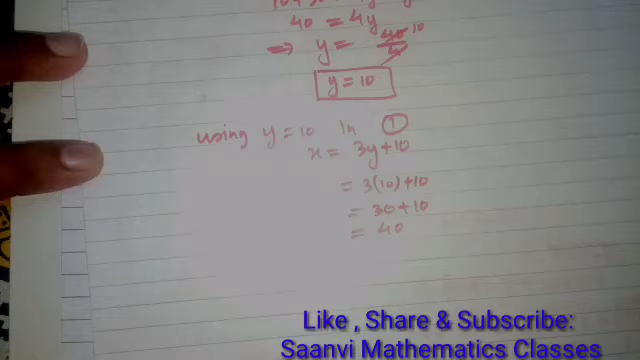 40 = 4y
⇒ y = 40/4 10
y = 10
using y = 10 in ①
x = 3y+10
= 3(10)+10
= 30+10
= 40
Like , Share & Subscribe:
Saanvi Mathematics Classes